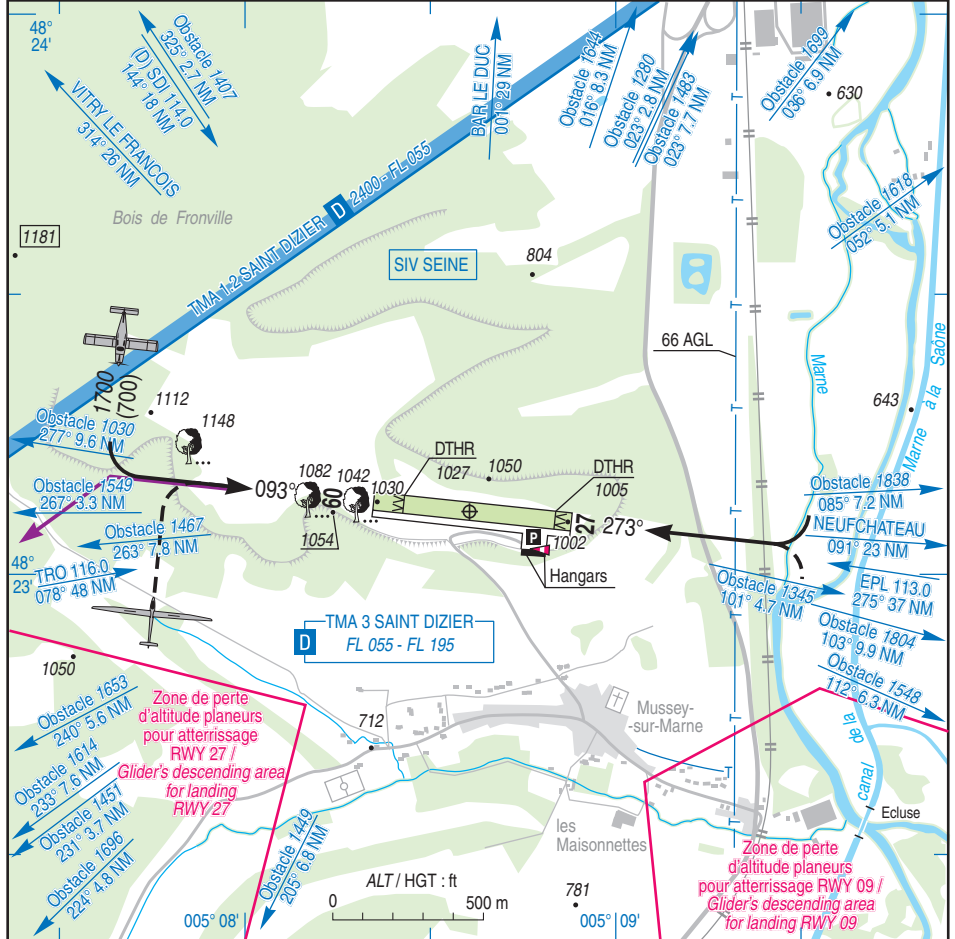 48°
24'
Obstacle 1407
325° 2.7 NM
(D) SDI 114.0
144° 18 NM
VITRY LE FRANCOIS
314° 26 NM
BAR LE DUC
001° 29 NM
Obstacle 1644
016° 8.3 NM
Obstacle 1280
023° 2.8 NM
Obstacle 1483
023° 7.7 NM
Obstacle 1699
036° 6.9 NM
630
Obstacle 1618
052° 5.1 NM
Bois de Fronville
1181
TMA 1.2 SAINT DIZIER D 2400 - FL 055
SIV SEINE
804
66 AGL
T
T
T
T
T
T
Marne
Marne à la Saône
643
1700
(700)
1112
1148
Obstacle 1030
277° 9.6 NM
Obstacle 1549
267° 3.3 NM
Obstacle 1467
263° 7.8 NM
TRO 116.0
078° 48 NM
48°
23'
093°
1082
1042
1030
09
1054
DTHR
1027
1050
DTHR
1005
27
273°
P
1002
Hangars
Obstacle 1838
085° 7.2 NM
NEUFCHATEAU
091° 23 NM
EPL 113.0
275° 37 NM
Obstacle 1345
101° 4.7 NM
Obstacle 1804
103° 9.9 NM
Obstacle 1548
112° 6.3 NM
D
TMA 3 SAINT DIZIER
FL 055 - FL 195
1050
Obstacle 1653
240° 5.6 NM
Obstacle 1614
233° 7.6 NM
Obstacle 1451
231° 3.7 NM
Obstacle 1696
224° 4.8 NM
Zone de perte
d'altitude planeurs
pour atterrissage
RWY 27 /
Glider's descending area
for landing
RWY 27
712
Mussey-
-sur-Marne
les
Maisonnettes
Obstacle 1449
205° 6.8 NM
canal
de la
Ecluse
Zone de perte
d'altitude planeurs
pour atterrissage RWY 09 /
Glider's descending area
for landing RWY 09
ALT / HGT : ft
0
500 m
781
005° 08'
005° 09'